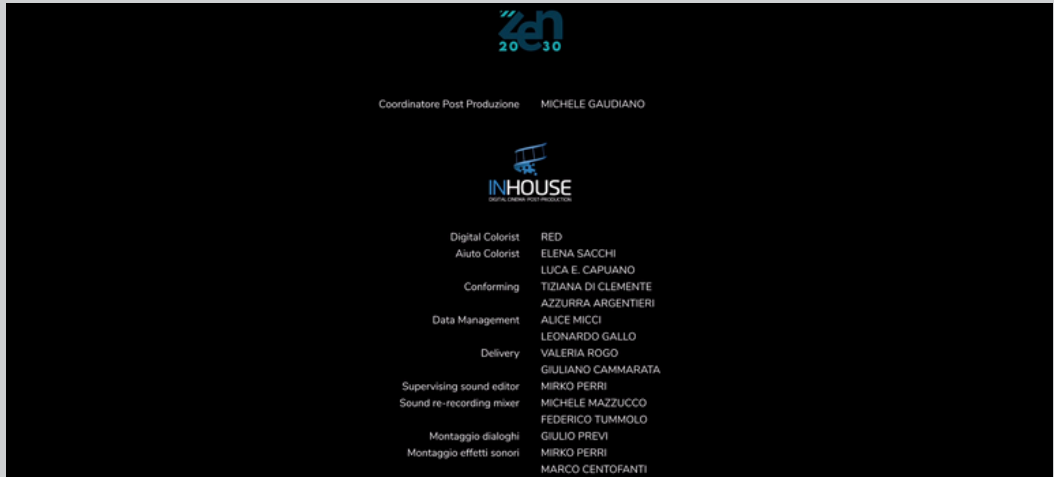 zen
20 30
Coordinatore Post Produzione MICHELE GAUDIANO
INHOUSE
DIGITAL CINEMA POST-PRODUCTION
Digital Colorist RED
Aiuto Colorist ELENA SACCHI
LUCA E. CAPUANO
Conforming TIZIANA DI CLEMENTE
AZZURRA ARGENTIERI
Data Management ALICE MICCI
LEONARDO GALLO
Delivery VALERIA ROGO
GIULIANO CAMMARATA
Supervising sound editor MIRKO PERRI
Sound re-recording mixer MICHELE MAZZUCCO
FEDERICO TUMMOLO
Montaggio dialoghi GIULIO PREVI
Montaggio effetti sonori MIRKO PERRI
MARCO CENTOFANTI